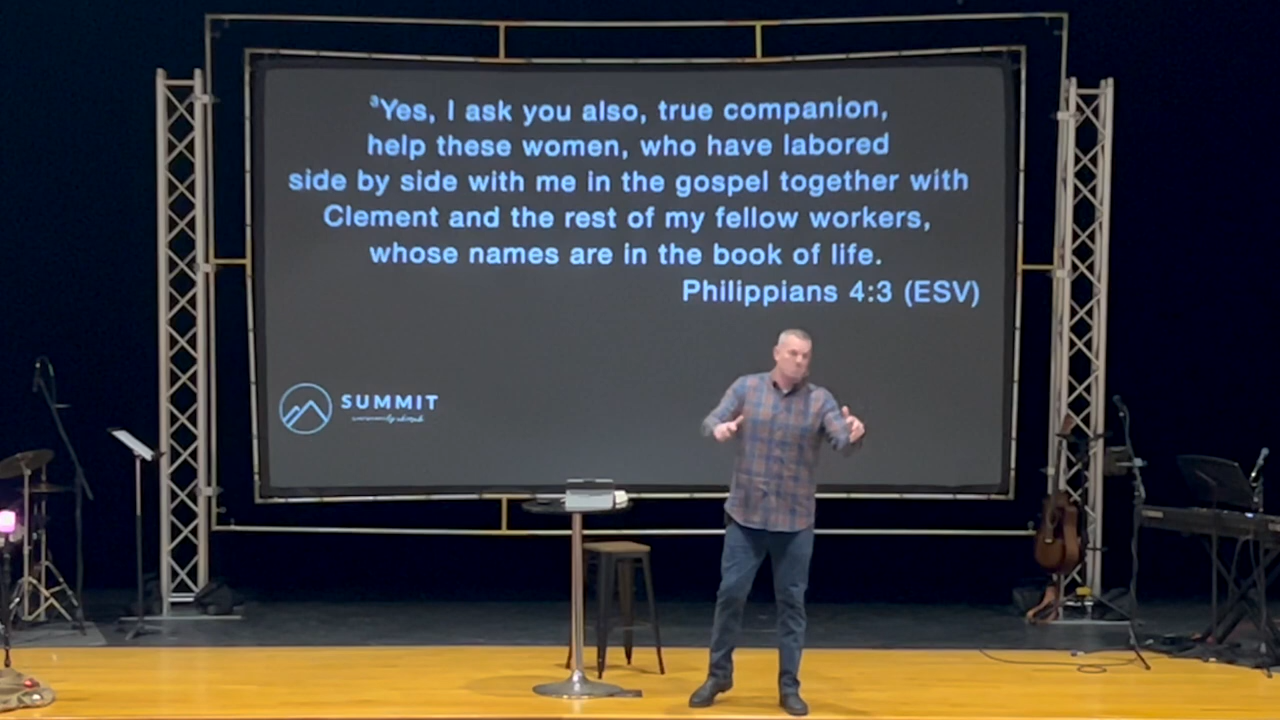 ³Yes, I ask you also, true companion,
help these women, who have labored
side by side with me in the gospel together with
Clement and the rest of my fellow workers,
whose names are in the book of life.
Philippians 4:3 (ESV)
SUMMIT
community church